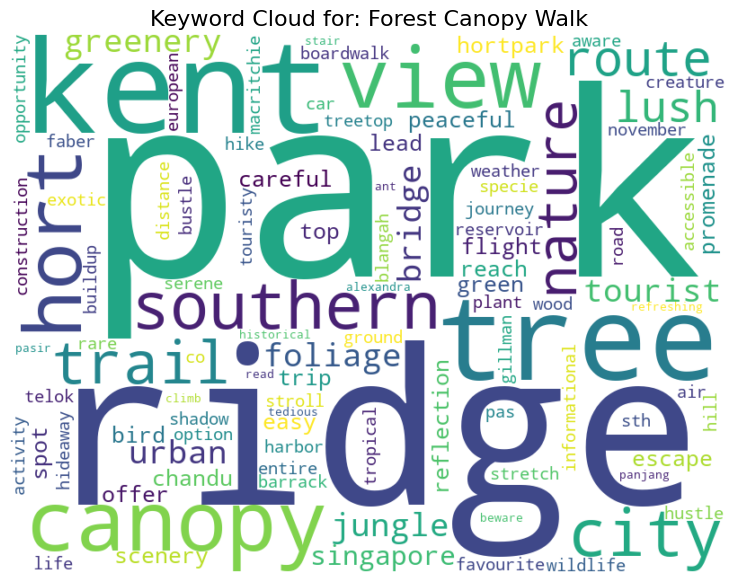 Keyword Cloud for: Forest Canopy Walk
opportunity
greenery
european
macritchie
stair
boardwalk
hortpark
aware
kent
view
route
creature
car
treetop
peaceful
lush
november
faber
hike
lead
nature
promenade
hort
park
construction
exotic
distance
bustle
careful
touristy
top
ant
blangah
bridge
weather
specie
journey
reservoir
flight
road
accessible
buildup
serene
southern
alexandra
reach
green
plant
wood
tourist
refreshing
pasir
rare
historical
ground
tree
gillman
trail
co
foliage
read
trip
telok
climb
stroll
tedious
easy
air
activity
spot
hideaway
shadow
bird
option
urban
harbor
tropical
reflection
pas
informational
sth
hill
ridge
chandu
entire
barrack
stretch
escape
panjang
offer
canopy
jungle
beware
city
hustle
life
scenery
singapore
favourite
wildlife